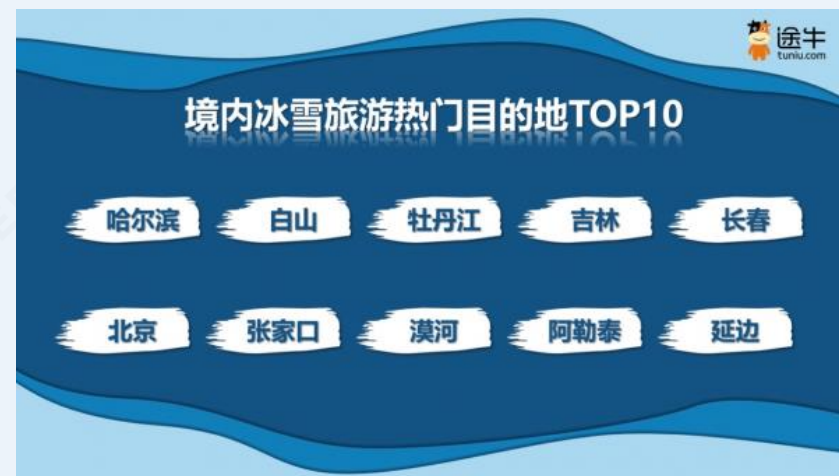 途牛
tuniu.com
境内冰雪旅游热门目的地TOP10
哈尔滨 白山 牡丹江 吉林 长春
北京 张家口 漠河 阿勒泰 延边